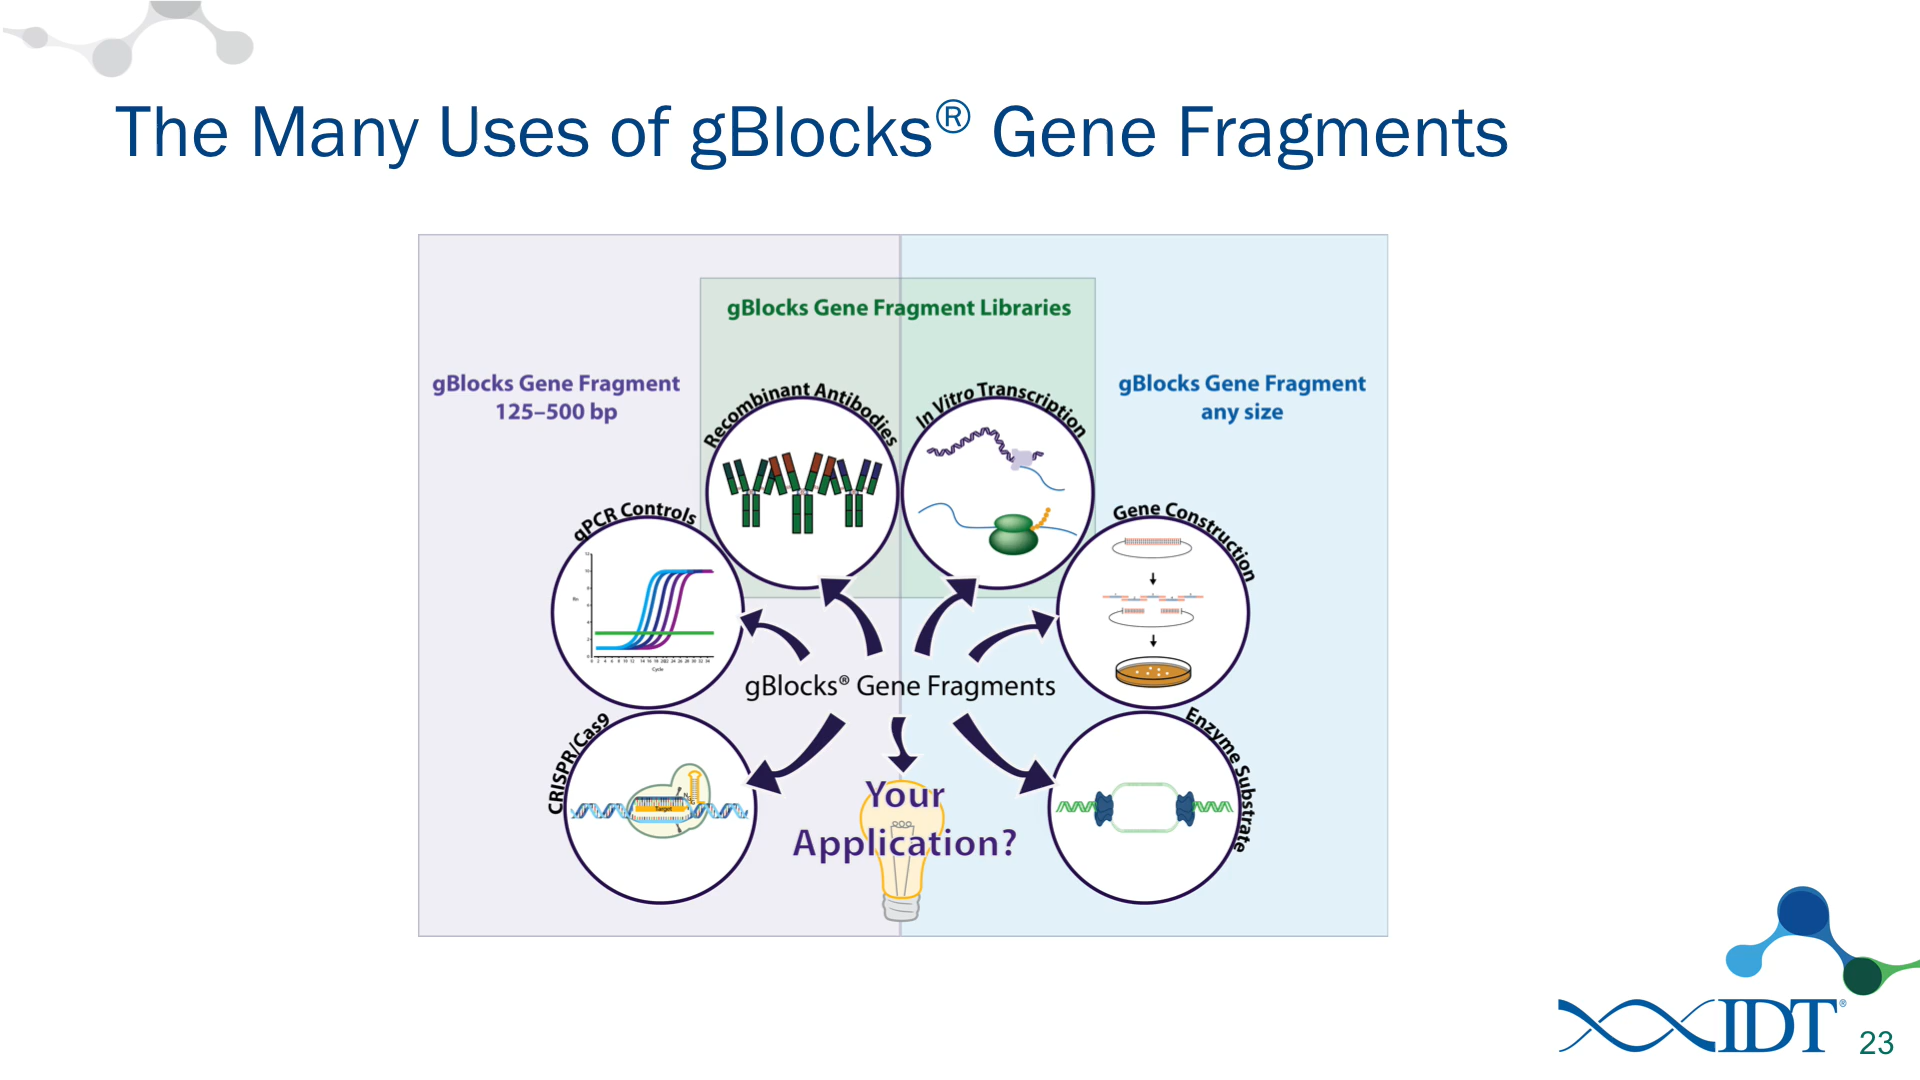 The Many Uses of gBlocks® Gene Fragments
gBlocks Gene Fragment Libraries
gBlocks Gene Fragment
125–500 bp
gBlocks Gene Fragment
any size
Recombinant Antibodies
In Vitro Transcription
qPCR Controls
Gene Construction
Cycle
gBlocks® Gene Fragments
CRISPR/Cas9
Target
Enzyme Substrate
Your
Application?
IDT®
23